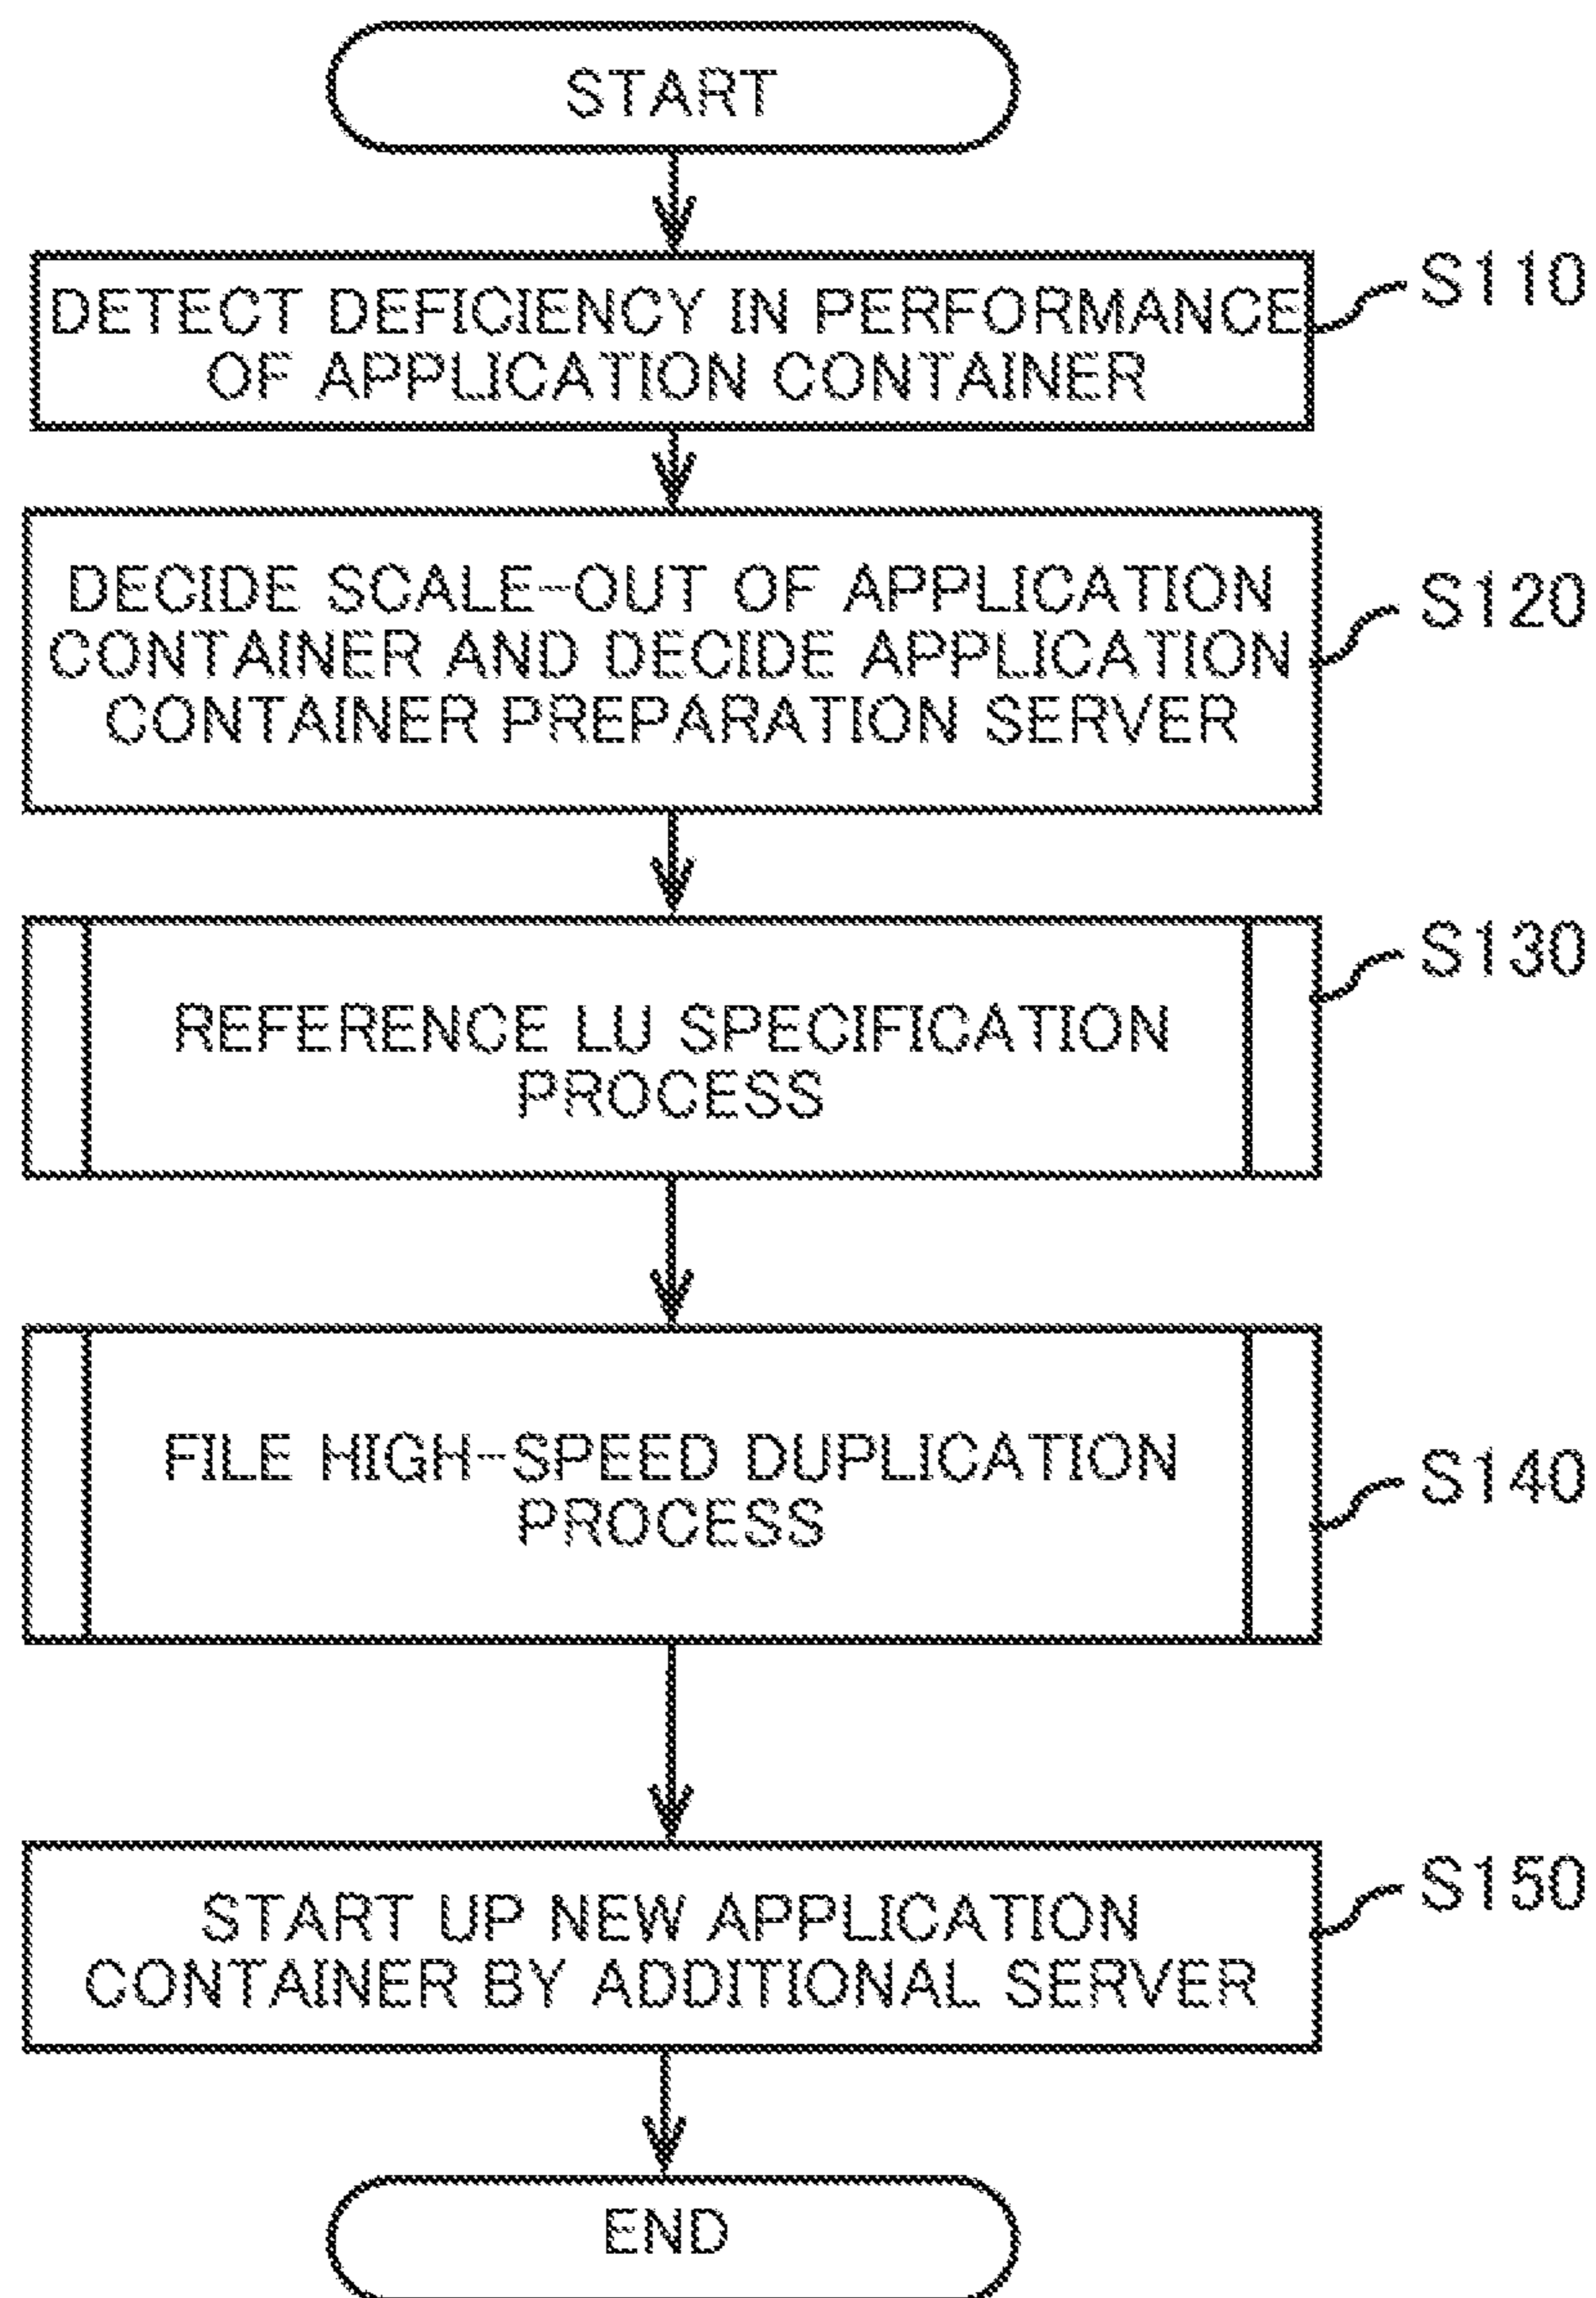 START
DETECT DEFICIENCY IN PERFORMANCE
OF APPLICATION CONTAINER
S110
DECIDE SCALE-OUT OF APPLICATION
CONTAINER AND DECIDE APPLICATION
CONTAINER PREPARATION SERVER
S120
REFERENCE LU SPECIFICATION
PROCESS
S130
FILE HIGH-SPEED DUPLICATION
PROCESS
S140
START UP NEW APPLICATION
CONTAINER BY ADDITIONAL SERVER
S150
END